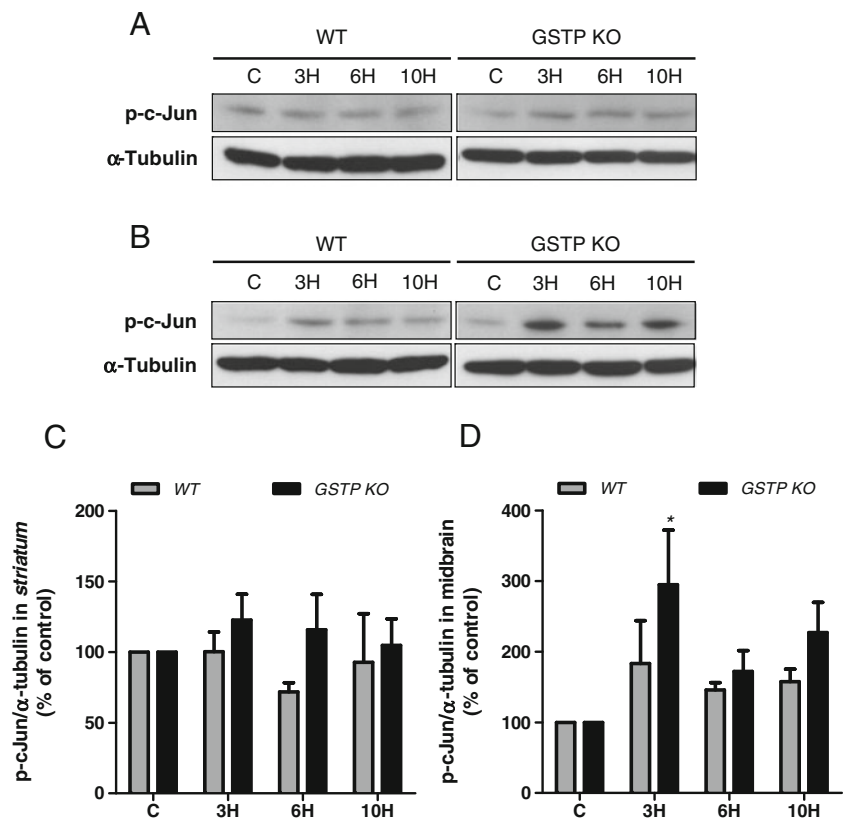 A
WT GSTP KO
C 3H 6H 10H C 3H 6H 10H
p-c-Jun
α-Tubulin
B
WT GSTP KO
C 3H 6H 10H C 3H 6H 10H
p-c-Jun
α-Tubulin
C
WT GSTP KO
p-cJun/α-tubulin in striatum
(% of control)
200
150
100
50
0
C 3H 6H 10H
D
WT GSTP KO
p-cJun/α-tubulin in midbrain
(% of control)
400
300
200
100
0
*
C 3H 6H 10H